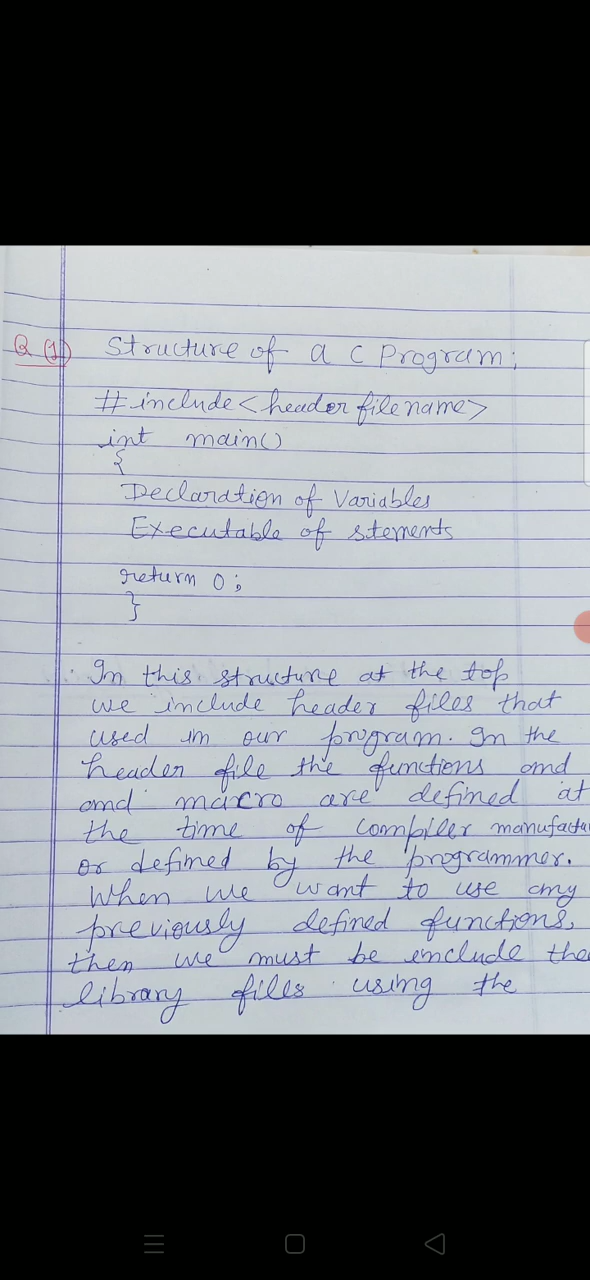 Q (1) Structure of a C Program;
#include<header file name>
int main()
{
Declaration of Variables
Executable of stements
return 0;
}
In this structure at the top
we include header files that
used in our program. In the
header file the functions and
and macro are defined at
the time of compiler manufactu
or defined by the programmer.
When we want to use any
previously defined functions,
then we must be include the
library files using the